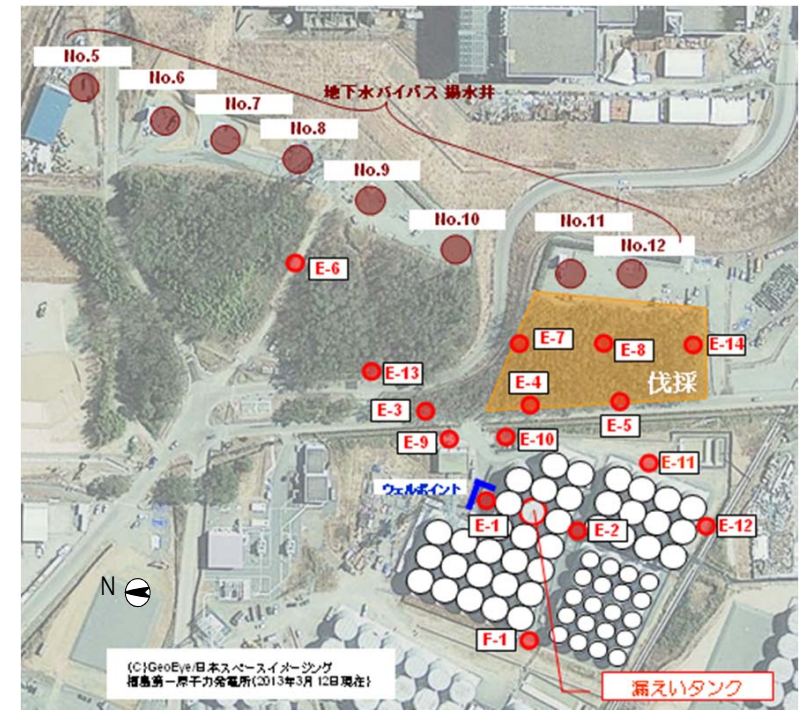 No.5
No.6
No.7
No.8
地下水バイパス 揚水井
No.9
No.10
No.11
No.12
E-6
E-7
E-8
E-14
E-13
E-4
伐採
E-3
E-5
E-9
E-10
E-11
ウェルポイント
E-1
E-2
E-12
N
F-1
(C)GeoEye/日本スペースイメージング
福島第一原子力発電所(2013年3月12日現在)
漏えいタンク